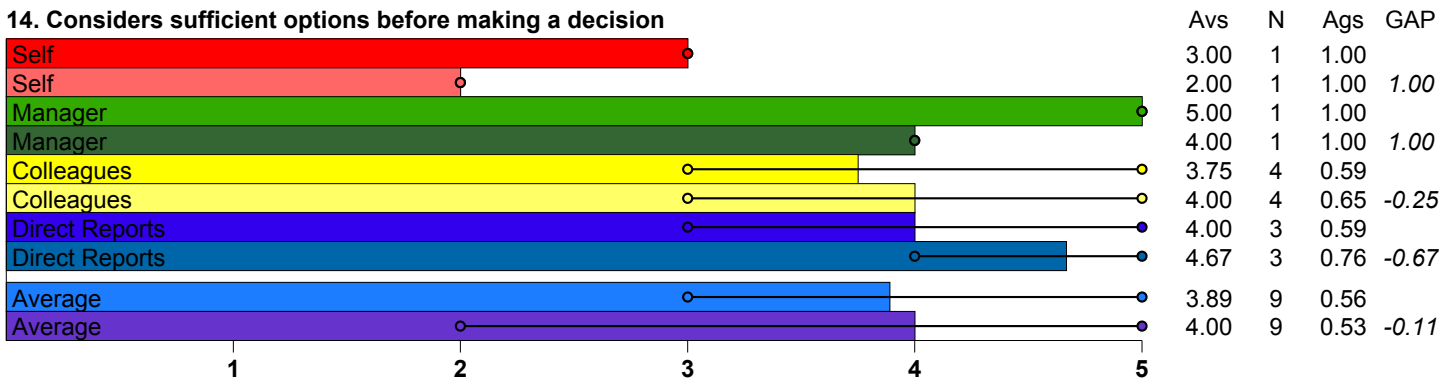 14. Considers sufficient options before making a decision Avs N Ags GAP
Self 3.00 1 1.00
Self 2.00 1 1.00 1.00
Manager 5.00 1 1.00
Manager 4.00 1 1.00 1.00
Colleagues 3.75 4 0.59
Colleagues 4.00 4 0.65 -0.25
Direct Reports 4.00 3 0.59
Direct Reports 4.67 3 0.76 -0.67
Average 3.89 9 0.56
Average 4.00 9 0.53 -0.11
1 2 3 4 5